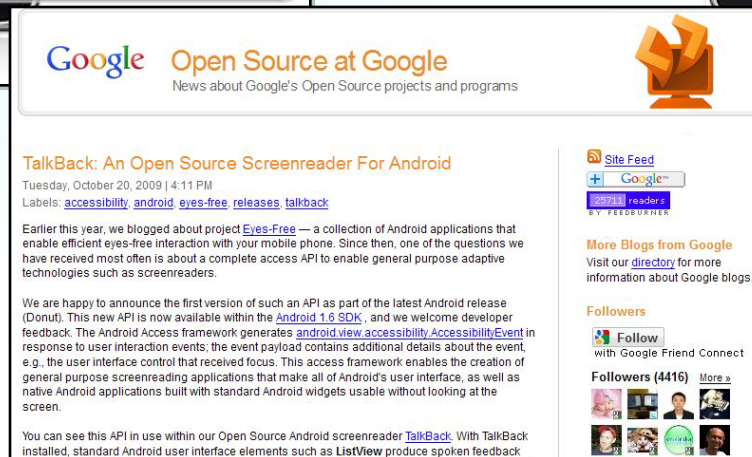 Google
Open Source at Google
News about Google's Open Source projects and programs
TalkBack: An Open Source Screenreader For Android
Tuesday, October 20, 2009 | 4:11 PM
Labels: accessibility, android, eyes-free, releases, talkback
Earlier this year, we blogged about project Eyes-Free — a collection of Android applications that
enable efficient eyes-free interaction with your mobile phone. Since then, one of the questions we
have received most often is about a complete access API to enable general purpose adaptive
technologies such as screenreaders.
We are happy to announce the first version of such an API as part of the latest Android release
(Donut). This new API is now available within the Android 1.6 SDK , and we welcome developer
feedback. The Android Access framework generates android.view.accessibility.AccessibilityEvent in
response to user interaction events; the event payload contains additional details about the event,
e.g., the user interface control that received focus. This access framework enables the creation of
general purpose screenreading applications that make all of Android's user interface, as well as
native Android applications built with standard Android widgets usable without looking at the
screen.
You can see this API in use within our Open Source Android screenreader TalkBack. With TalkBack
installed, standard Android user interface elements such as ListView produce spoken feedback
Site Feed
+ Google™
25711 readers
BY FEEDBURNER
More Blogs from Google
Visit our directory for more
information about Google blogs.
Followers
Follow
with Google Friend Connect
Followers (4416) More »